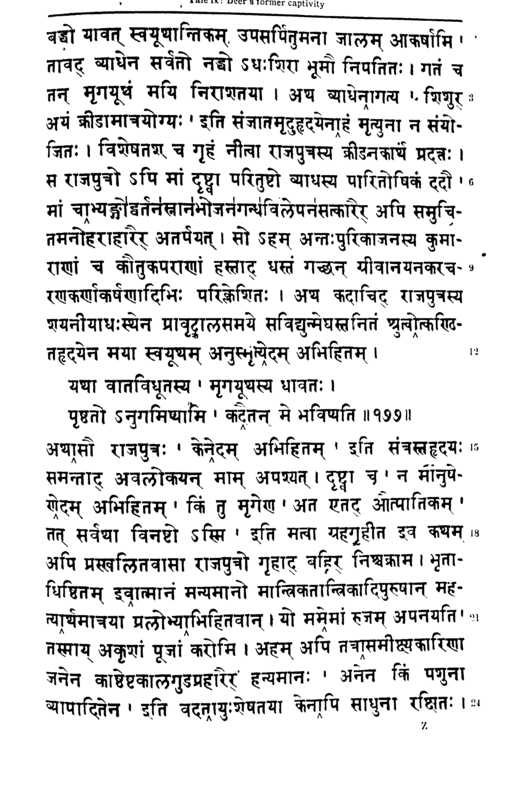 Tale ix: Deer's former captivity
बद्धो यावत् स्वयूथान्तिकम् उपसर्पितुमना जालम् आकर्षामि ।
तावद् व्याधेन सर्वतो नद्धो ऽधःशिरा भूमौ निपतितः । गतं च
तन् मृगयूथं मयि निराशतया । अथ व्याधेनागत्य । शिशुर् 3
अयं क्रीडामात्रयोग्यः । इति संजातमृदुहृदयेनाहं मृत्युना न संयो-
जितः । विशेषतश् च गृहं नीत्वा राजपुत्रस्य क्रीडनकार्थं प्रदत्तः ।
स राजपुत्रो ऽपि मां दृष्ट्वा परितुष्टो व्याधस्य पारितोषिकं ददौ । 6
मां चाभ्यङ्गोद्वर्तनस्नानभोजनगन्धविलेपनसत्कारैर् अपि समुचि-
तमनोहराहारैर् अतर्पयत् । सो ऽहम् अन्तःपुरिकाजनस्य कुमा-
राणां च कौतुकपराणां हस्ताद् धस्तं गच्छन् ग्रीवानयनकरच- 9
रणकर्णाकर्षणादिभिः परिक्लेशितः । अथ कदाचिद् राजपुत्रस्य
शयनीयाधःस्थेन प्रावृट्कालसमये सविद्युन्मेघस्तनितं श्रुत्वोत्कण्ठि-
तहृदयेन मया स्वयूथम् अनुस्मृत्येदम् अभिहितम् । 12
यथा वातविधूतस्य । मृगयूथस्य धावतः ।
पृष्ठतो ऽनुगमिष्यामि । कदैतन् मे भविष्यति ॥१७७॥
अथासौ राजपुत्रः । केनेदम् अभिहितम् । इति संत्रस्तहृदयः 15
समन्ताद् अवलोकयन् माम् अपश्यत् । दृष्ट्वा च । न मानुषे-
णेदम् अभिहितम् । किं तु मृगेण । अत एतद् औत्पातिकम् ।
तत् सर्वथा विनष्टो ऽस्मि । इति मत्वा ग्रहगृहीत इव कथम् 18
अपि प्रस्खलितवासा राजपुत्रो गृहाद् बहिर् निश्चक्राम । भूता-
धिष्ठितम् इवात्मानं मन्यमानो मान्त्रिकतान्त्रिकादिपुरुषान् मह-
त्यार्थमात्रया प्रलोभ्याभिहितवान् । यो ममेमां रुजम् अपनयति । 21
तस्याय् अकृशां पूजां करोमि । अहम् अपि तत्रासमीक्ष्यकारिणा
जनेन काष्ठेष्टकालगुडप्रहारैर् हन्यमानः । अनेन किं पशुना
व्यापादितेन । इति वदतायुःशेषतया केनापि साधुना रक्षितः । 24